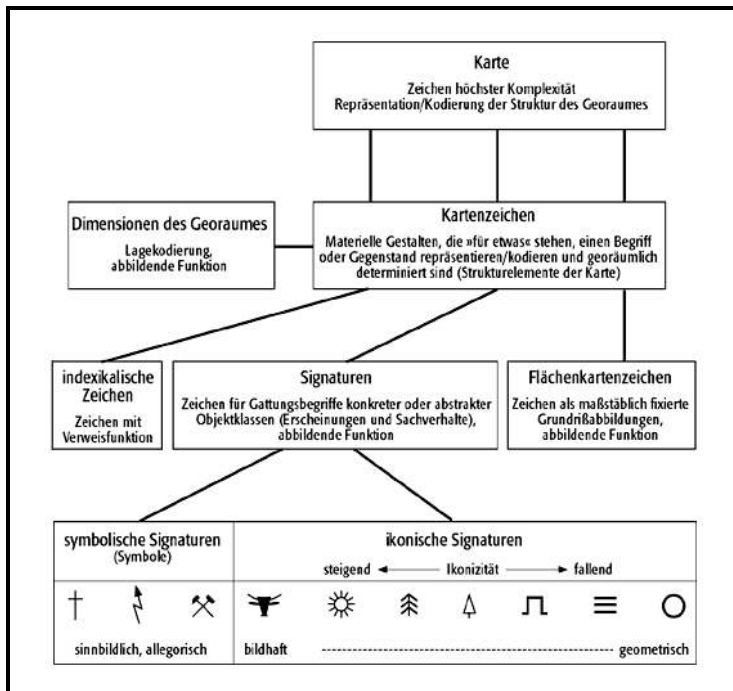 Karte
Zeichen höchster Komplexität
Repräsentation/Kodierung der Struktur des Georaumes
Dimensionen des Georaumes
Lagekodierung,
abbildende Funktion
Kartenzeichen
Materielle Gestalten, die »für etwas« stehen, einen Begriff
oder Gegenstand repräsentieren/kodieren und georäumlich
determiniert sind (Strukturelemente der Karte)
indexikalische
Zeichen
Zeichen mit
Verweisfunktion
Signaturen
Zeichen für Gattungsbegriffe konkreter oder abstrakter
Objektklassen (Erscheinungen und Sachverhalte),
abbildende Funktion
Flächenkartenzeichen
Zeichen als maßstäblich fixierte
Grundrißabbildungen,
abbildende Funktion
symbolische Signaturen
(Symbole)
sinnbildlich, allegorisch
ikonische Signaturen
steigend Ikonizität fallend
bildhaft geometrisch